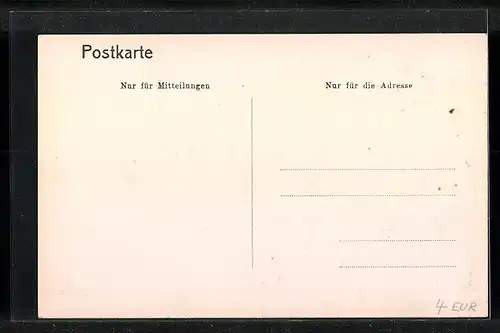 Postkarte
Nur für Mitteilungen
Nur für die Adresse
4 EUR